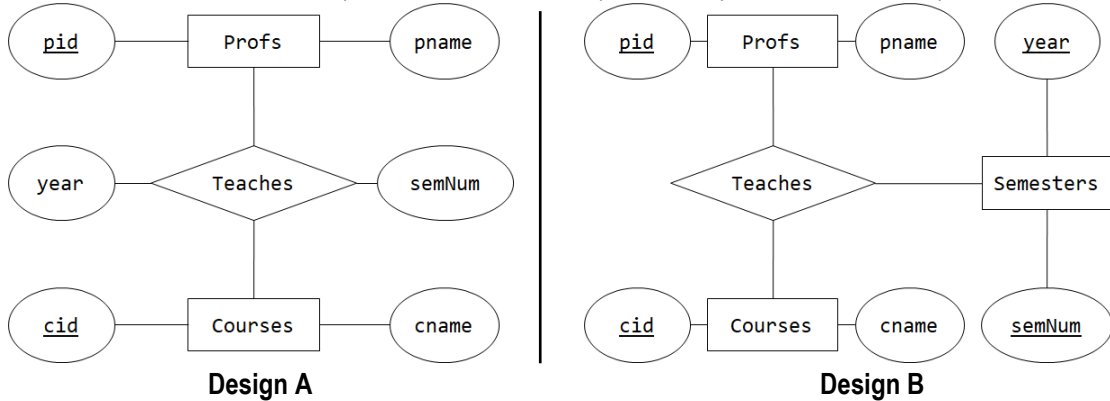 pid Profs pname
year Teaches semNum
cid Courses cname
Design A
pid Profs pname year
Teaches Semesters
cid Courses cname semNum
Design B